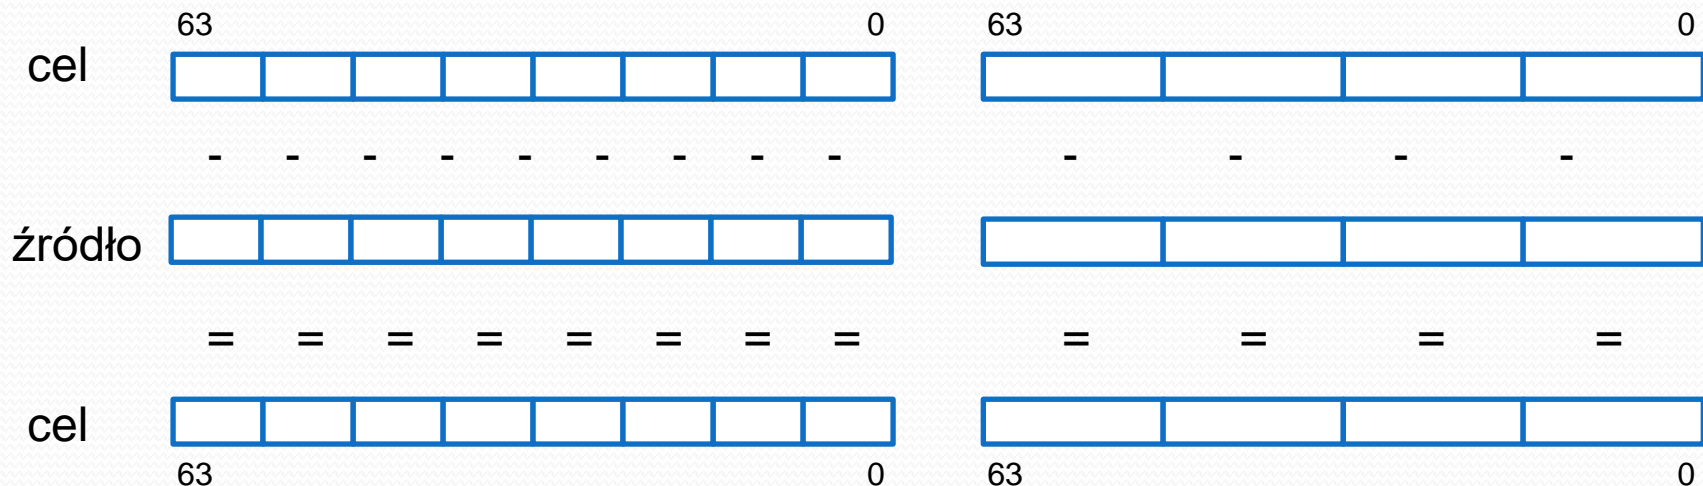 63 0 63 0
cel
- - - - - - - - - - - - -
źródło
= = = = = = = = = = = =
cel
63 0 63 0